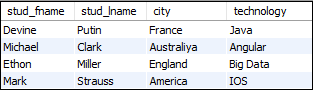 stud_fname stud_lname city technology
Devine Putin France Java
Michael Clark Australiya Angular
Ethon Miller England Big Data
Mark Strauss America IOS